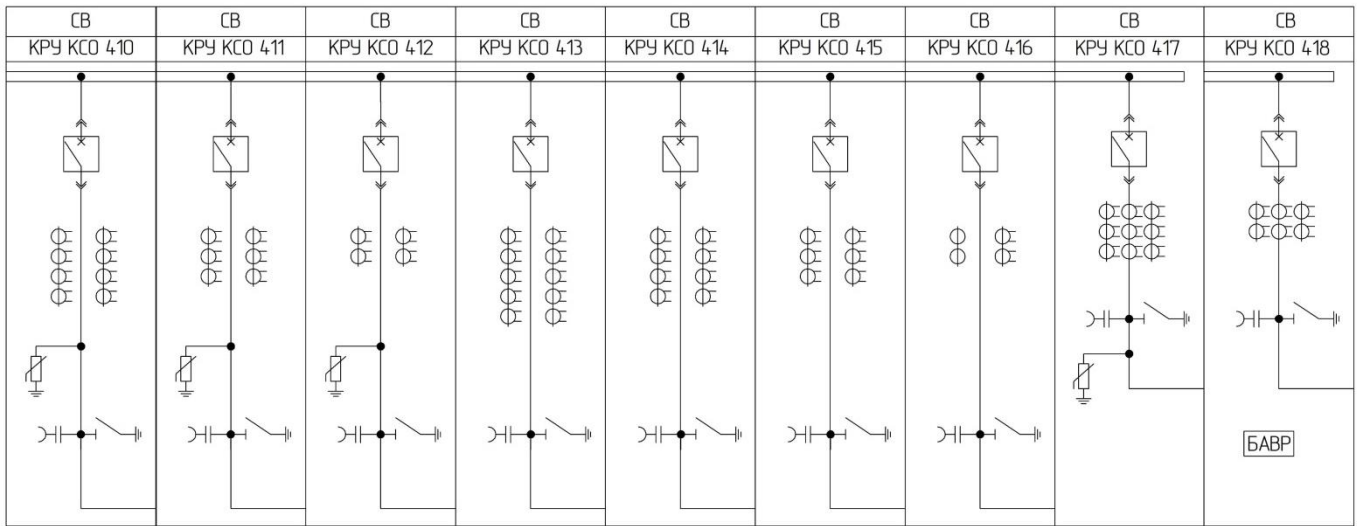 СВ СВ СВ СВ СВ СВ СВ СВ СВ
КРУ КСО 410 КРУ КСО 411 КРУ КСО 412 КРУ КСО 413 КРУ КСО 414 КРУ КСО 415 КРУ КСО 416 КРУ КСО 417 КРУ КСО 418
БАВР